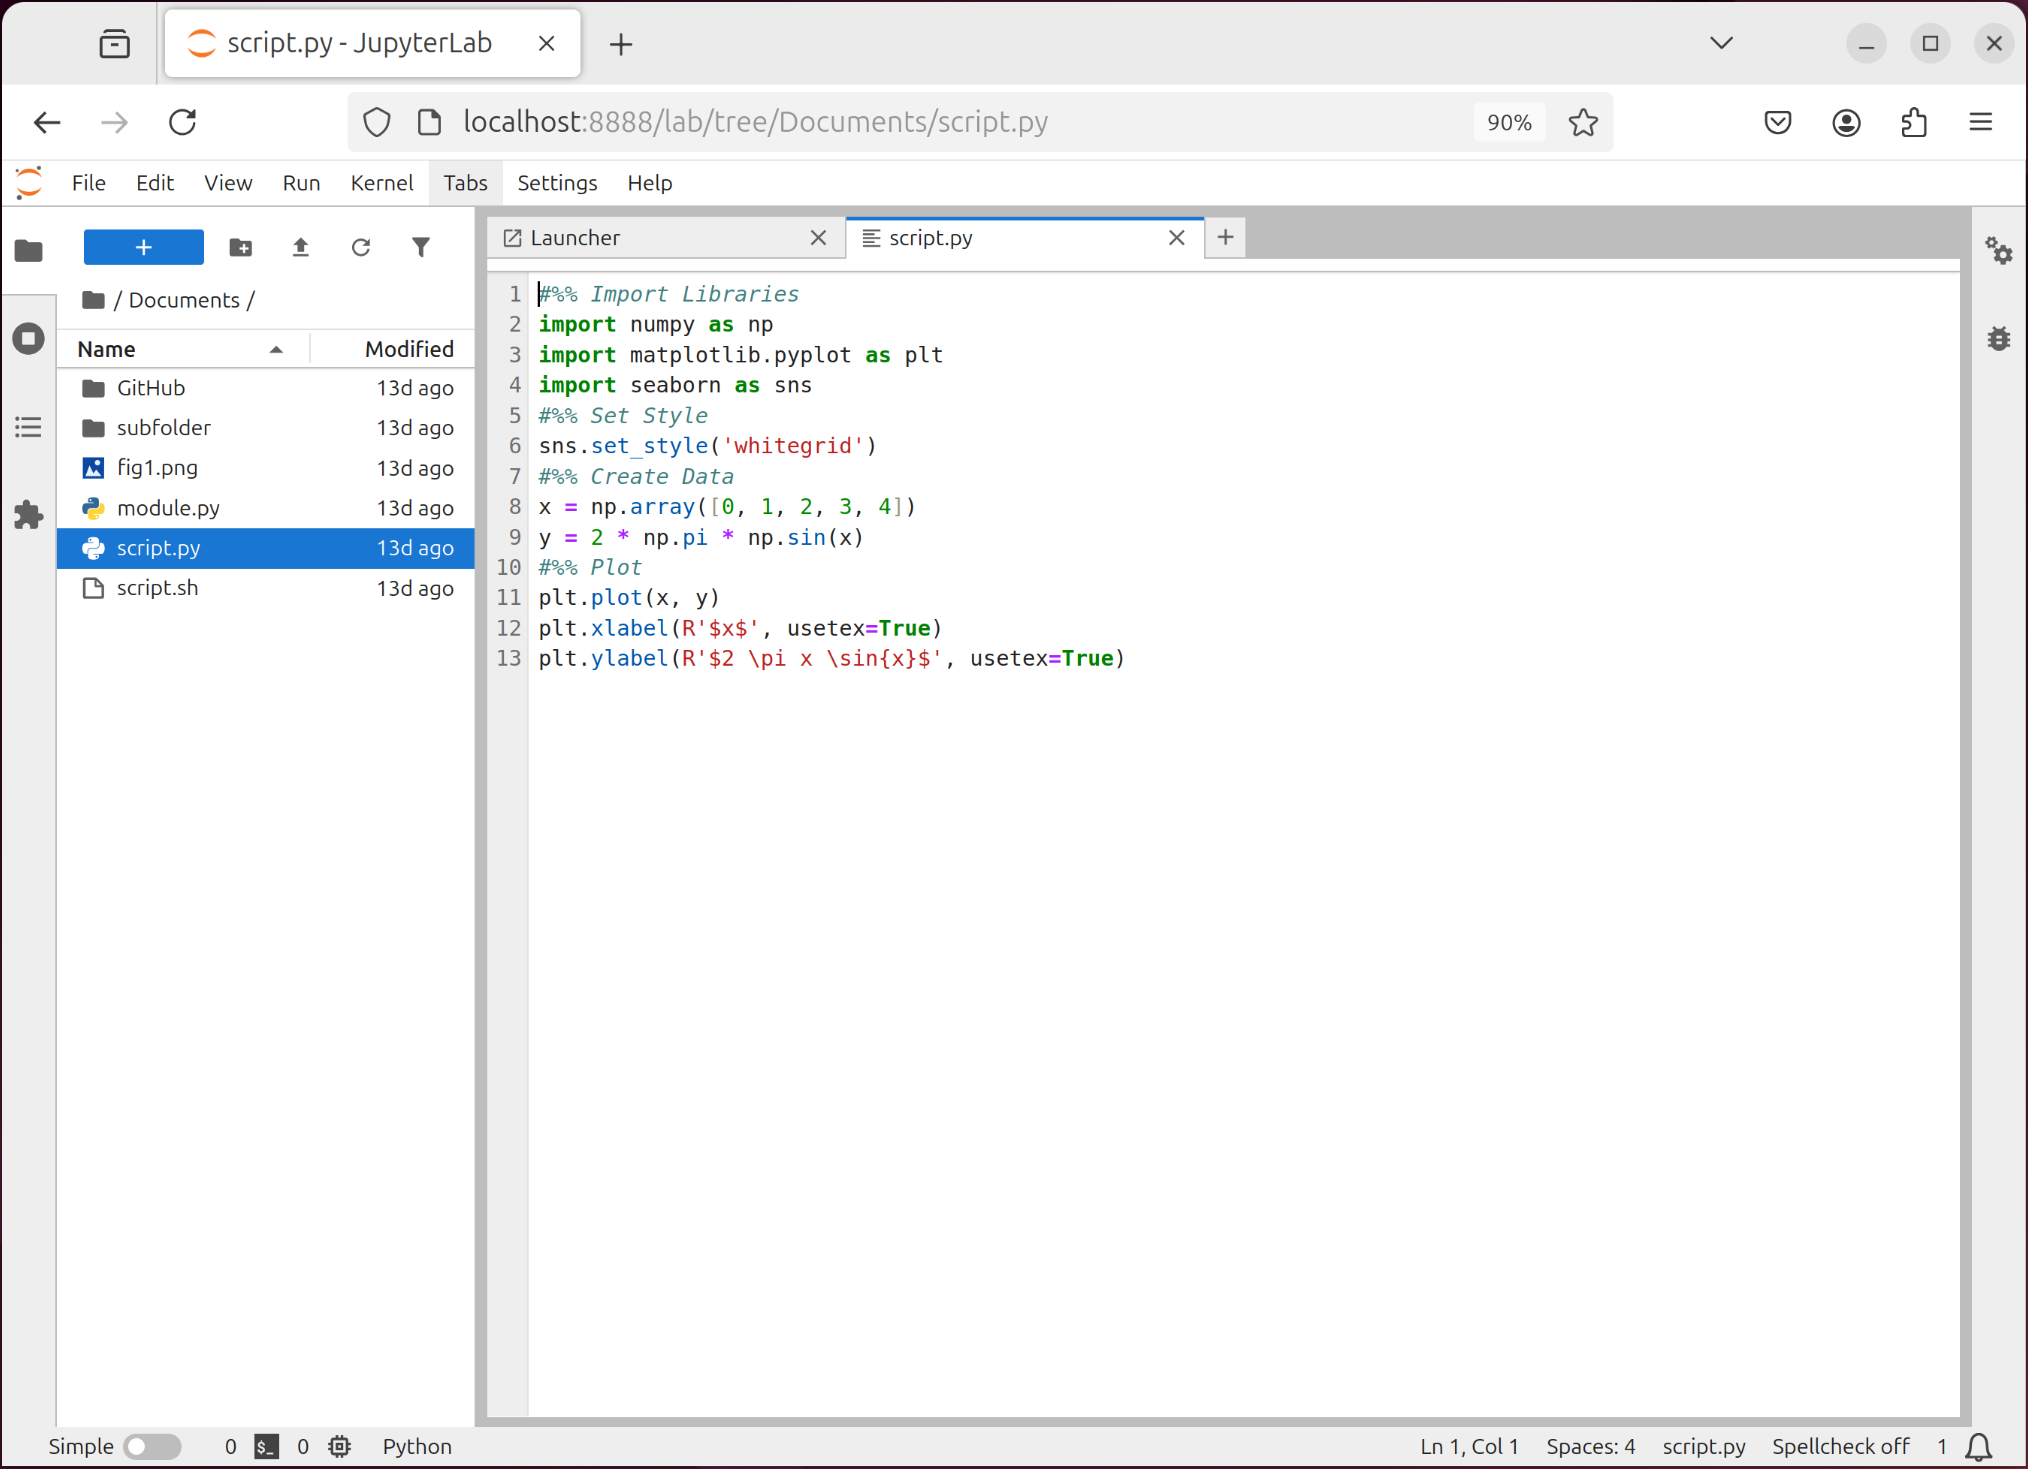 script.py - JupyterLab
localhost:8888/lab/tree/Documents/script.py
90%
File Edit View Run Kernel Tabs Settings Help
/ Documents /
Name Modified
GitHub 13d ago
subfolder 13d ago
fig1.png 13d ago
module.py 13d ago
script.py 13d ago
script.sh 13d ago
Launcher script.py
1 #%% Import Libraries
2 import numpy as np
3 import matplotlib.pyplot as plt
4 import seaborn as sns
5 #%% Set Style
6 sns.set_style('whitegrid')
7 #%% Create Data
8 x = np.array([0, 1, 2, 3, 4])
9 y = 2 * np.pi * np.sin(x)
10 #%% Plot
11 plt.plot(x, y)
12 plt.xlabel(R'$x$', usetex=True)
13 plt.ylabel(R'$2 \pi x \sin{x}$', usetex=True)
Simple 0 $_ 0 Python Ln 1, Col 1 Spaces: 4 script.py Spellcheck off 1